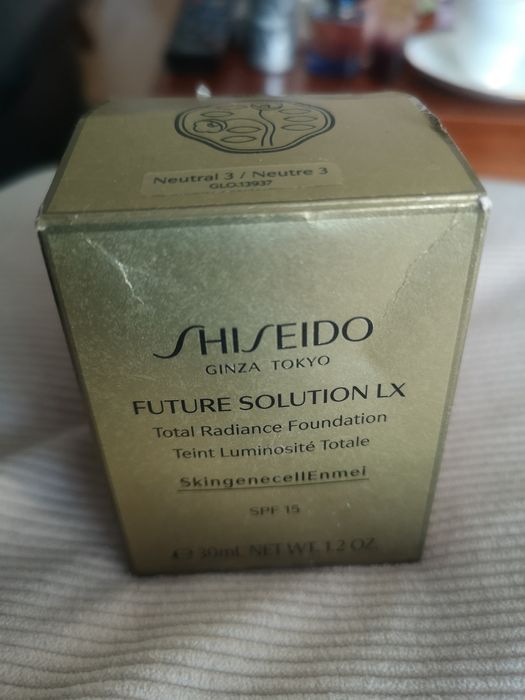 Neutral 3 / Neutre 3
GLO.13937
SHISEIDO
GINZA TOKYO
FUTURE SOLUTION LX
Total Radiance Foundation
Teint Luminosité Totale
SkingenecellEnmei
SPF 15
℮ 30mL NET WT. 1.2 OZ.